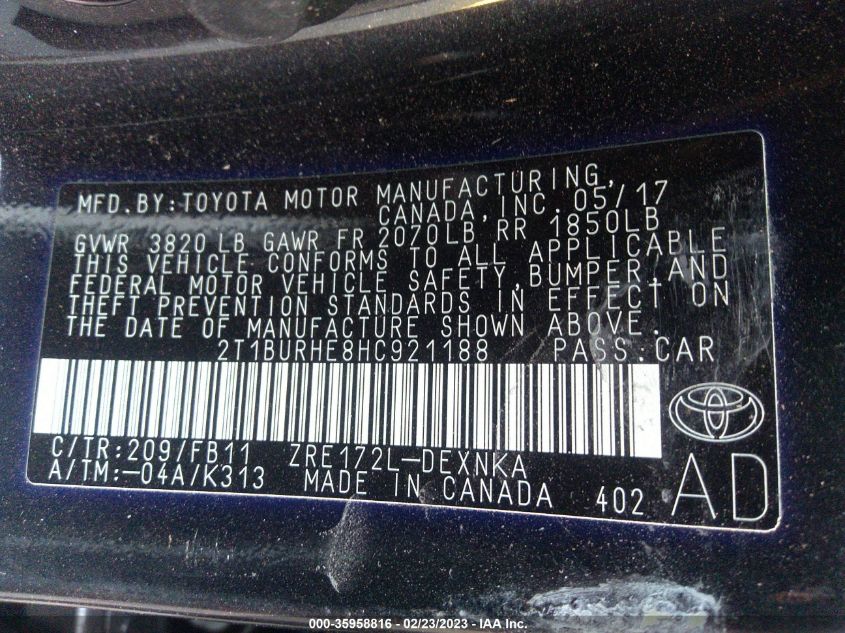 MFD.BY:TOYOTA MOTOR MANUFACTURING,
CANADA, INC. 05/17
GVWR 3820 LB GAWR FR 2070LB, RR 1850LB
THIS VEHICLE CONFORMS TO ALL APPLICABLE
FEDERAL MOTOR VEHICLE SAFETY, BUMPER, AND
THEFT PREVENTION STANDARDS IN EFFECT ON
THE DATE OF MANUFACTURE SHOWN ABOVE.
2T1BURHE8HC921188 PASS.CAR
C/TR:209/FB11 ZRE172L-DEXNKA
A/TM:-04A/K313 MADE IN CANADA 402 AD
000-35958816 / 02/23/2023 - IAA Inc.